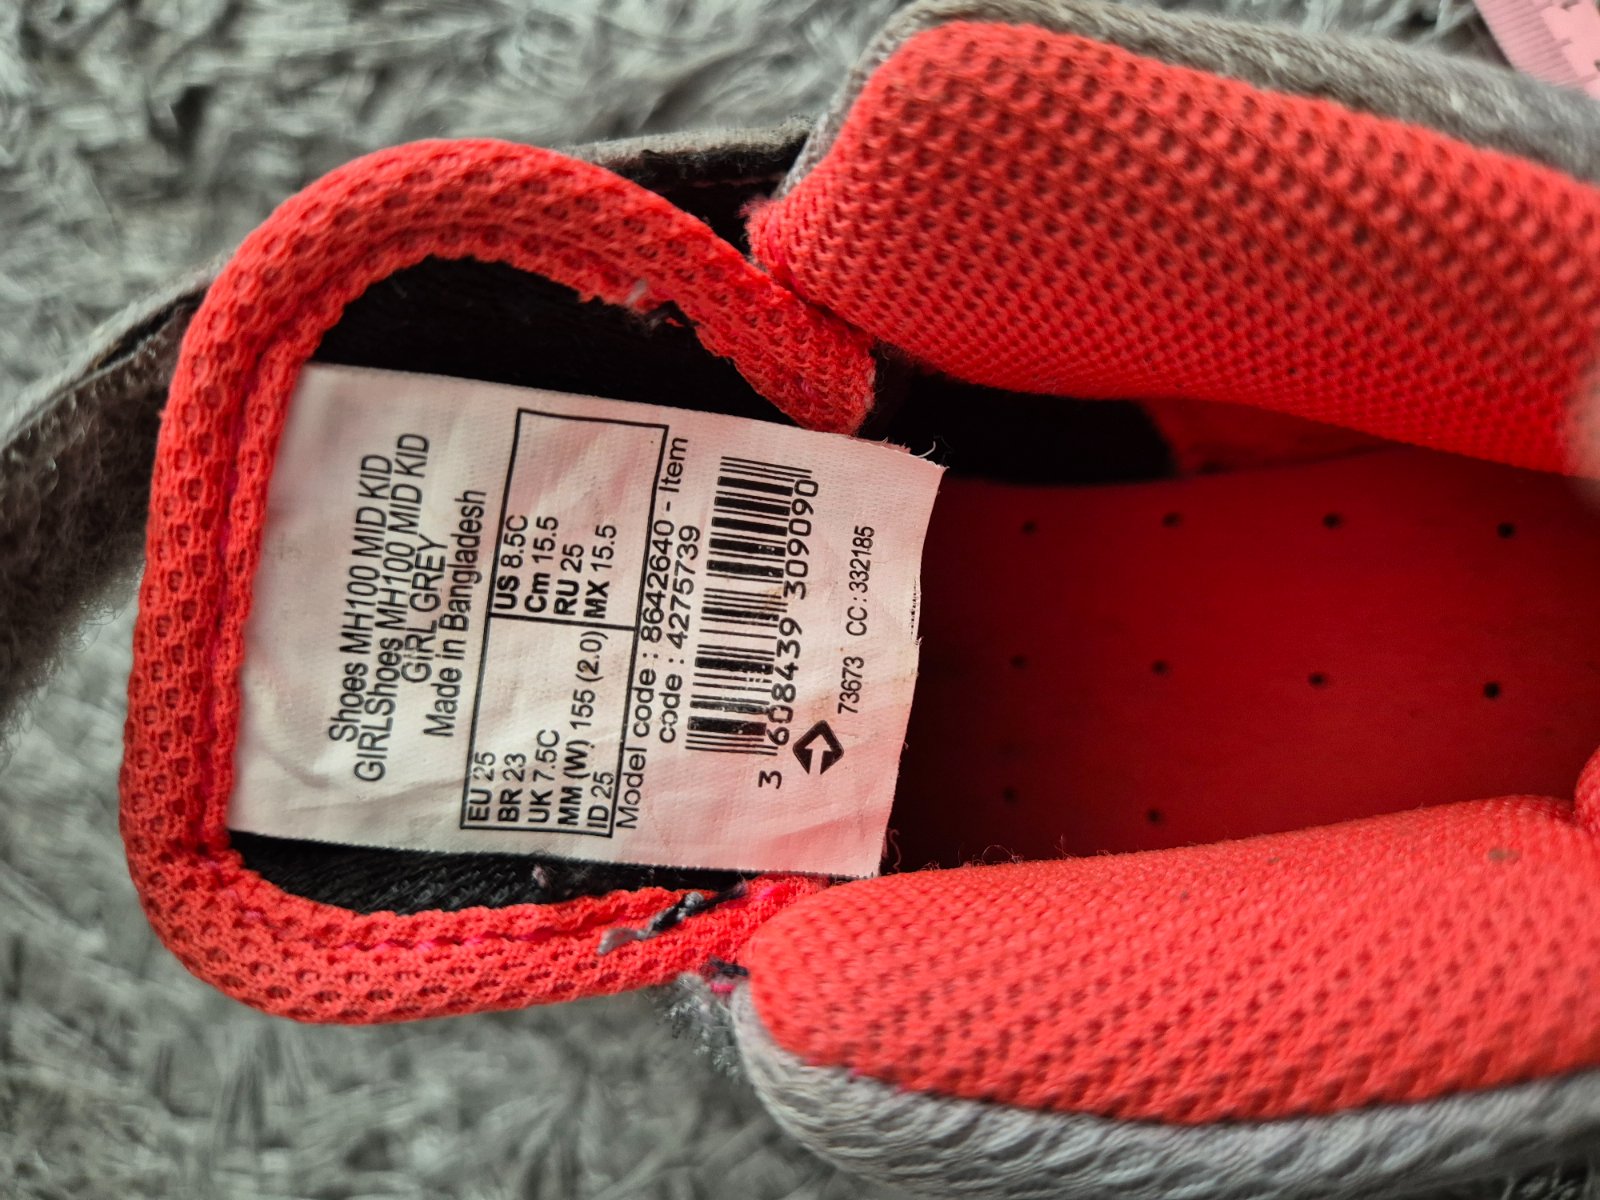 Shoes MH100 MID KID
GIRLShoes MH100 MID KID
GIRL GREY
Made in Bangladesh
EU 25 US 8.5C
BR 23 Cm 15.5
UK 7.5C RU 25
MM (W) 155 (2.0) MX 15.5
ID 25
Model code : 8642640 - Item
code : 4275739
3 608439 309090
73673 CC : 332185